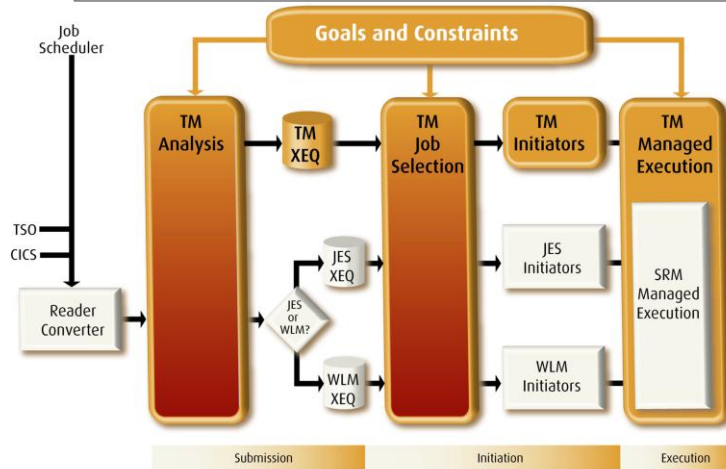 Goals and Constraints
Job
Scheduler
TSO
CICS
Reader
Converter
TM
Analysis
TM
XEQ
JES
or
WLM?
JES
XEQ
WLM
XEQ
TM
Job
Selection
TM
Initiators
JES
Initiators
WLM
Initiators
TM
Managed
Execution
SRM
Managed
Execution
Submission
Initiation
Execution